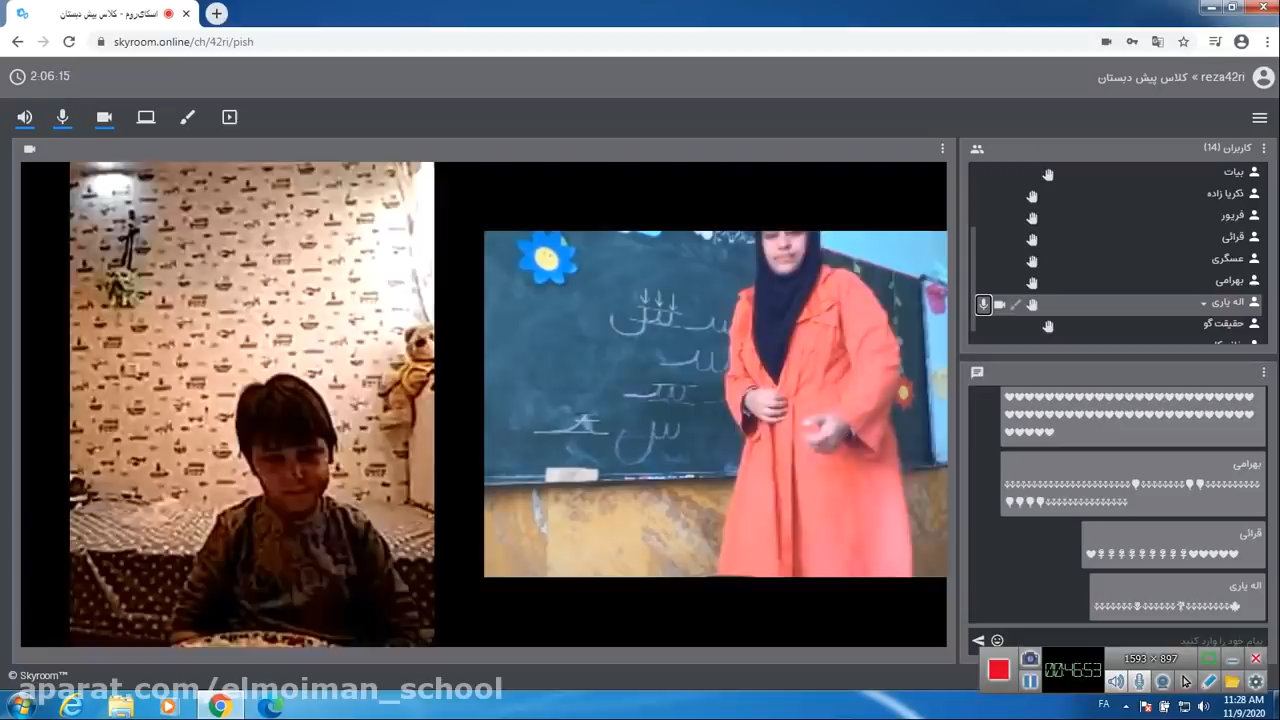 اسکای‌روم - کلاس پیش دبستان
skyroom.online/ch/42ri/pish
2:06:15
reza42ri » کلاس پیش دبستان
کاربران (14)
بیات
ذکریا زاده
فریور
قرائی
عسگری
بهرامی
اله یاری
حقیقت گو
بهرامی
قرائی
اله یاری
پیام خود را وارد کنید
سـ
س
© Skyroom™
1593 × 897
00:46:53
aparat.com/elmoiman_school
FA
11:28 AM
11/9/2020